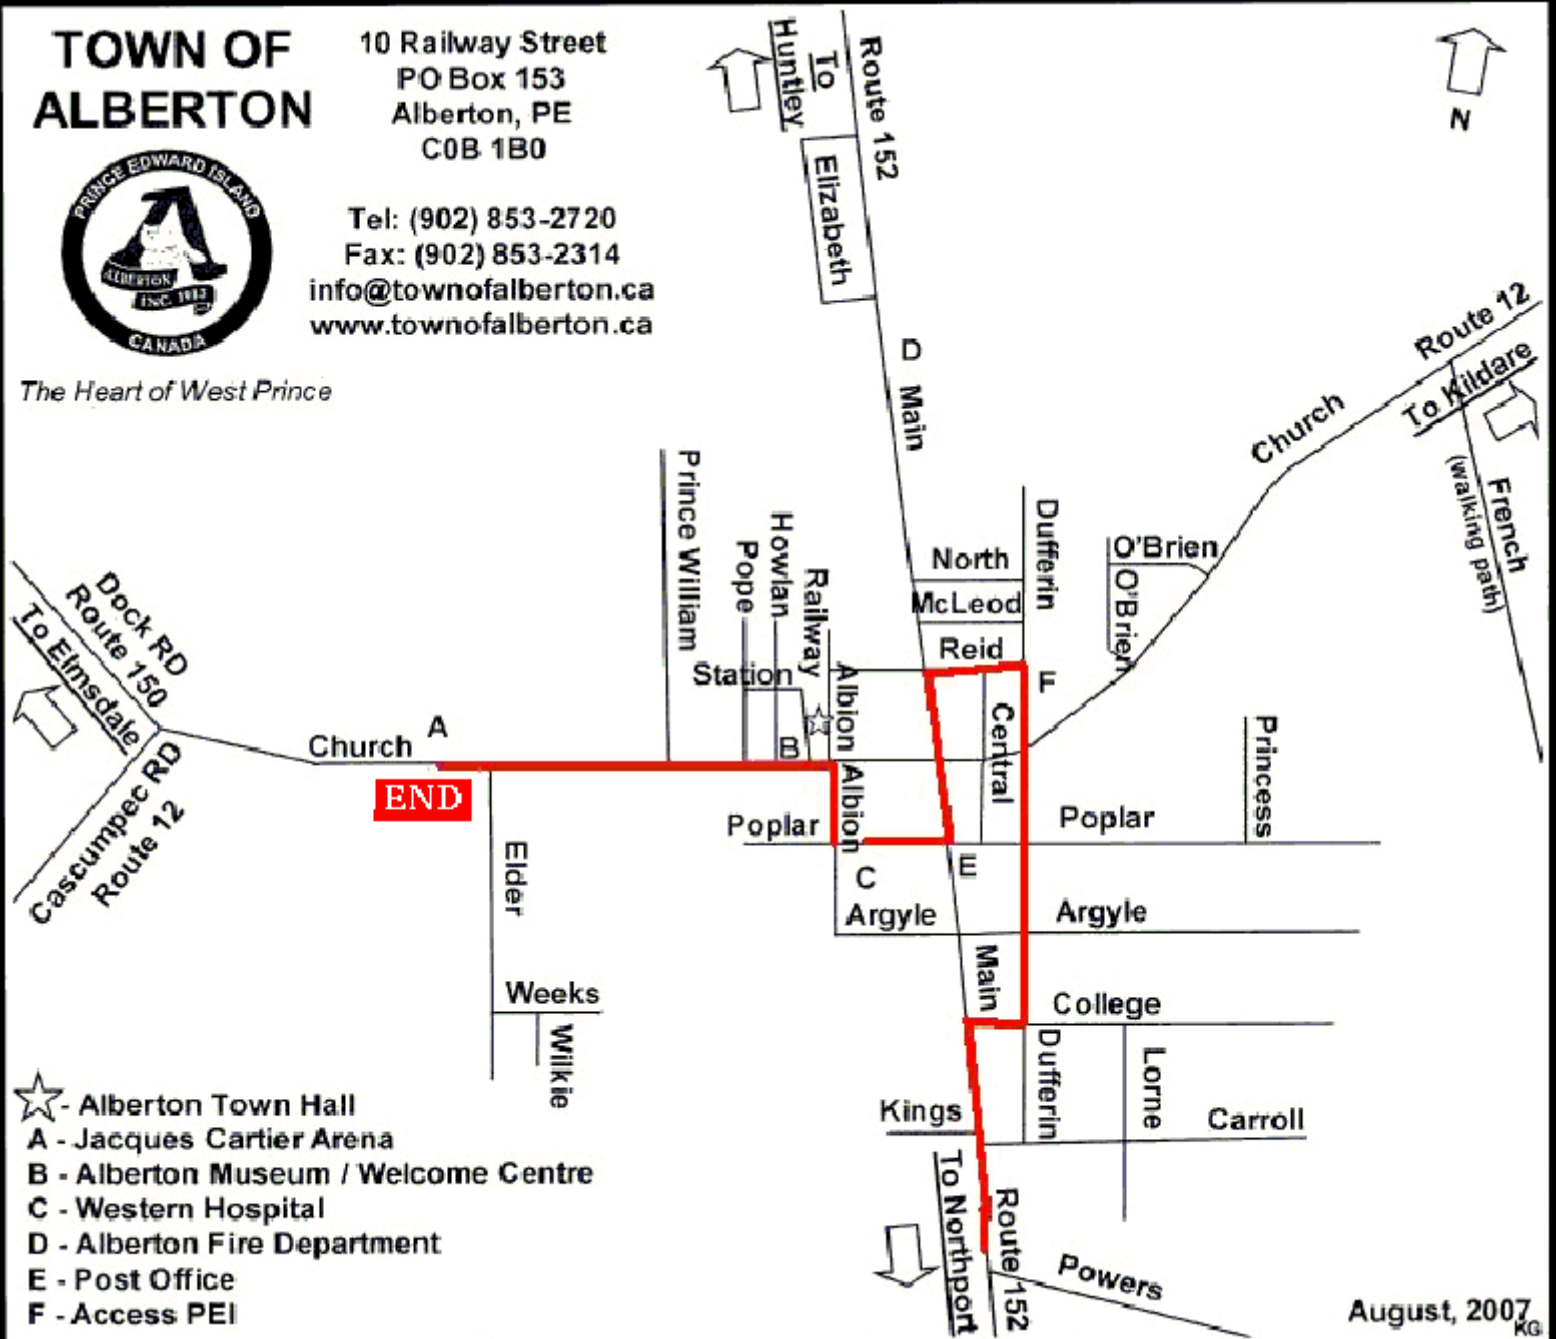 TOWN OF
ALBERTON
10 Railway Street
PO Box 153
Alberton, PE
C0B 1B0
Tel: (902) 853-2720
Fax: (902) 853-2314
info@townofalberton.ca
www.townofalberton.ca
PRINCE EDWARD ISLAND
ALBERTON
CANADA
The Heart of West Prince
To
Huntley
Route 152
Elizabeth
N
D
Main
Route 12
To Kildare
Church
French
(walking path)
Prince William
Pope
Howlan
Railway
Station
Albion
North
McLeod
Reid
Dufferin
O'Brien
O'Brien
F
Central
Princess
Dock RD
Route 150
To Elmsdale
Church
A
B
END
Cascumpec RD
Route 12
Poplar
Albion
Poplar
E
C
Argyle
Argyle
Elder
Main
Weeks
Wilkie
College
Dufferin
Lorne
Kings
Carroll
To Northport
Route 152
Powers
- Alberton Town Hall
A - Jacques Cartier Arena
B - Alberton Museum / Welcome Centre
C - Western Hospital
D - Alberton Fire Department
E - Post Office
F - Access PEI
August, 2007
KG